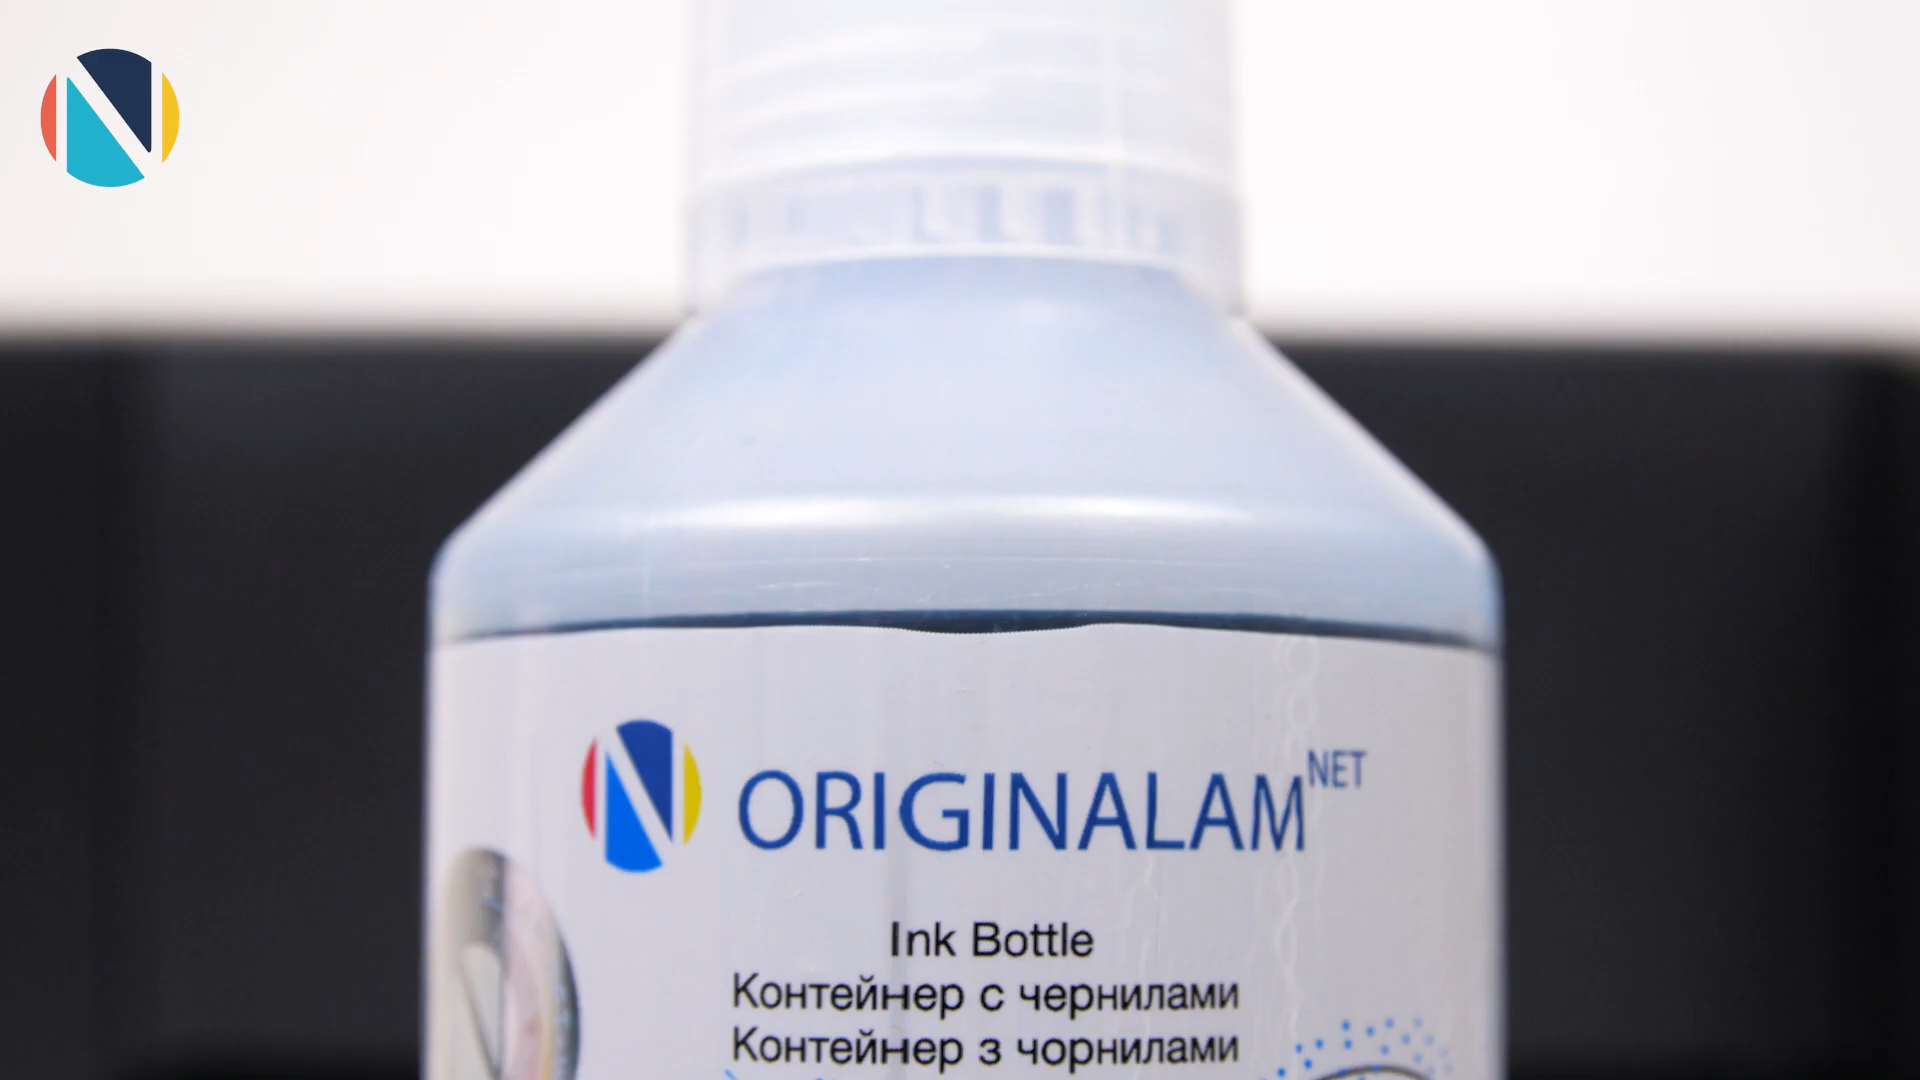 ORIGINALAM NET
Ink Bottle
Контейнер с чернилами
Контейнер з чорнилами